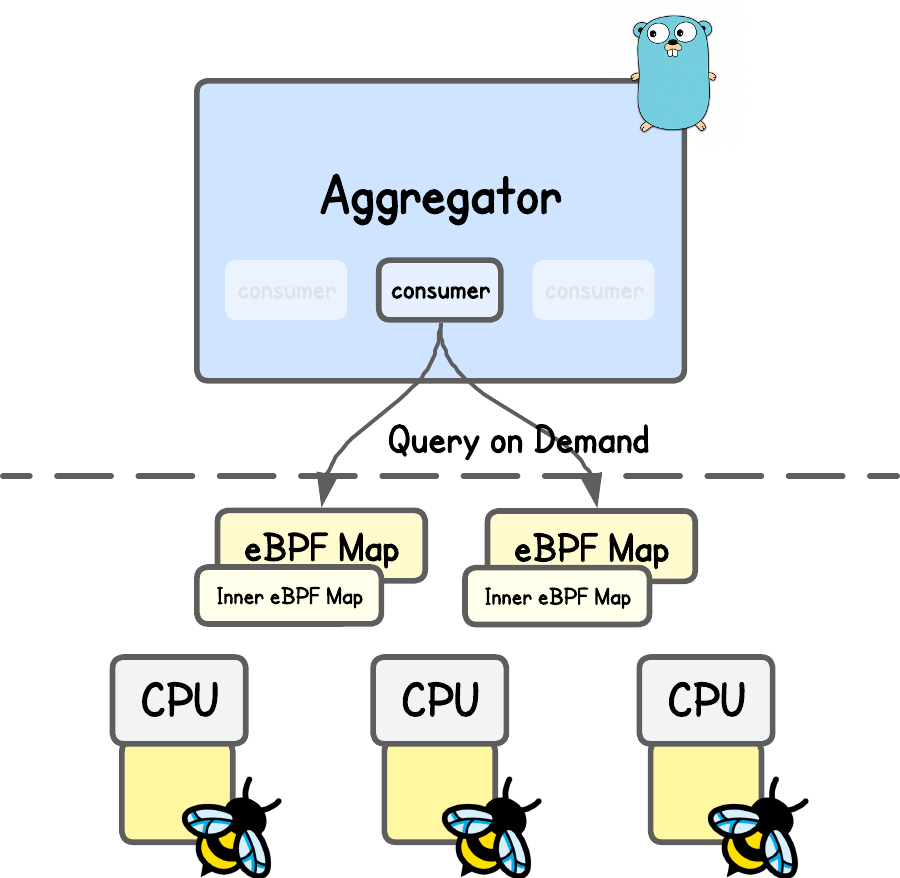 Aggregator
consumer
consumer
consumer
Query on Demand
eBPF Map
eBPF Map
Inner eBPF Map
Inner eBPF Map
CPU
CPU
CPU